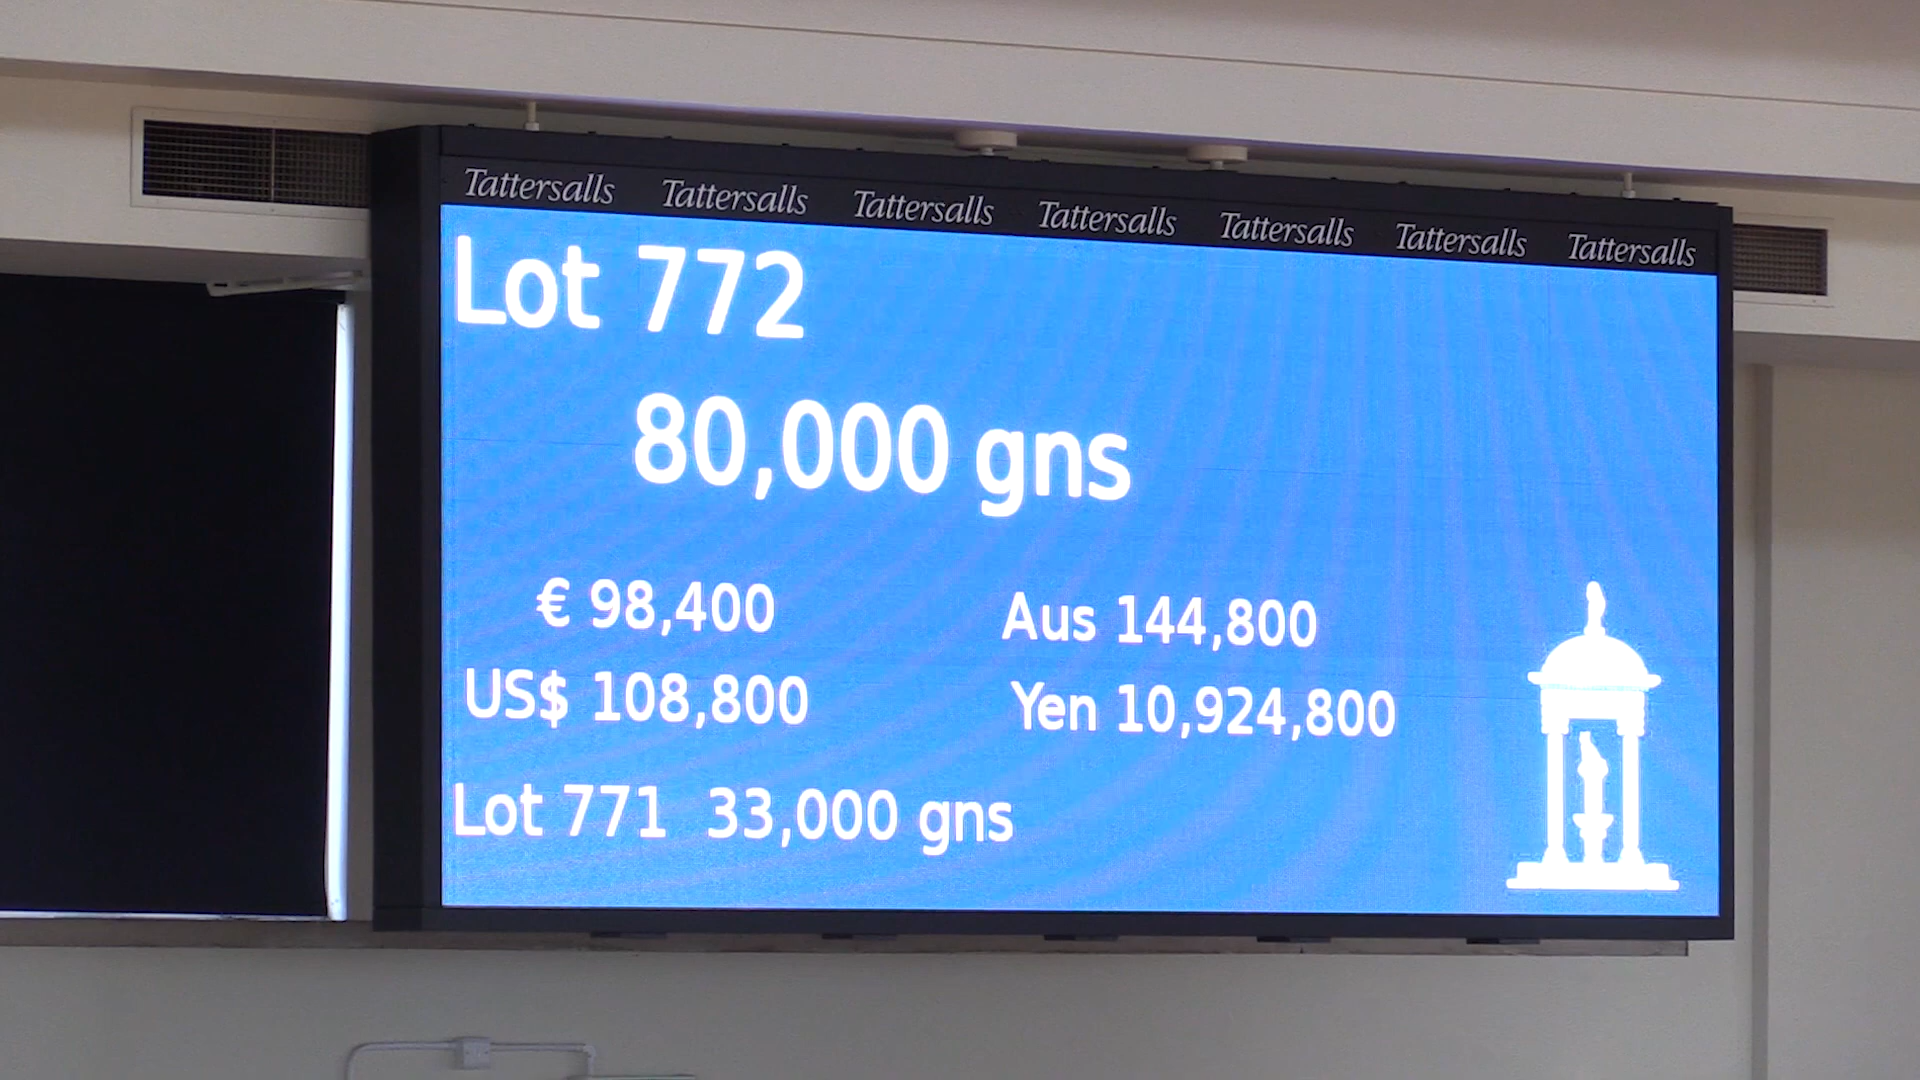 Tattersalls Tattersalls Tattersalls Tattersalls Tattersalls Tattersalls Tattersalls
Lot 772
80,000 gns
€ 98,400 Aus 144,800
US$ 108,800 Yen 10,924,800
Lot 771 33,000 gns